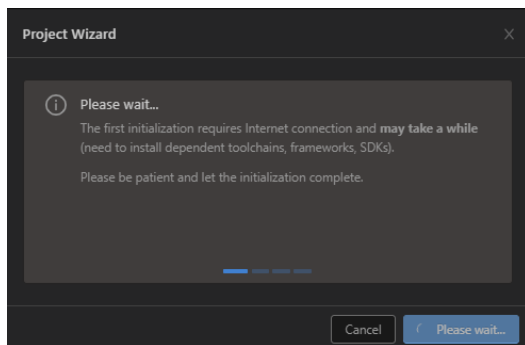 Project Wizard
Please wait...
The first initialization requires Internet connection and may take a while
(need to install dependent toolchains, frameworks, SDKs).
Please be patient and let the initialization complete.
Cancel
Please wait...